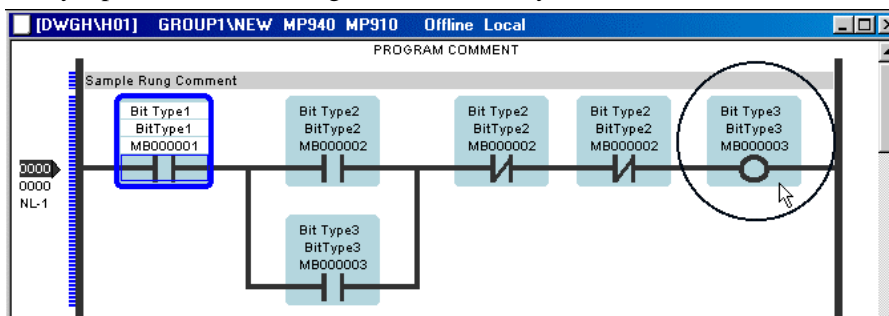 [DWGH\H01] GROUP1\NEW MP940 MP910 Offline Local
PROGRAM COMMENT
Sample Rung Comment
Bit Type1
BitType1
MB000001
Bit Type2
BitType2
MB000002
Bit Type2
BitType2
MB000002
Bit Type2
BitType2
MB000002
Bit Type3
BitType3
MB000003
0000
0000
NL-1
Bit Type3
BitType3
MB000003